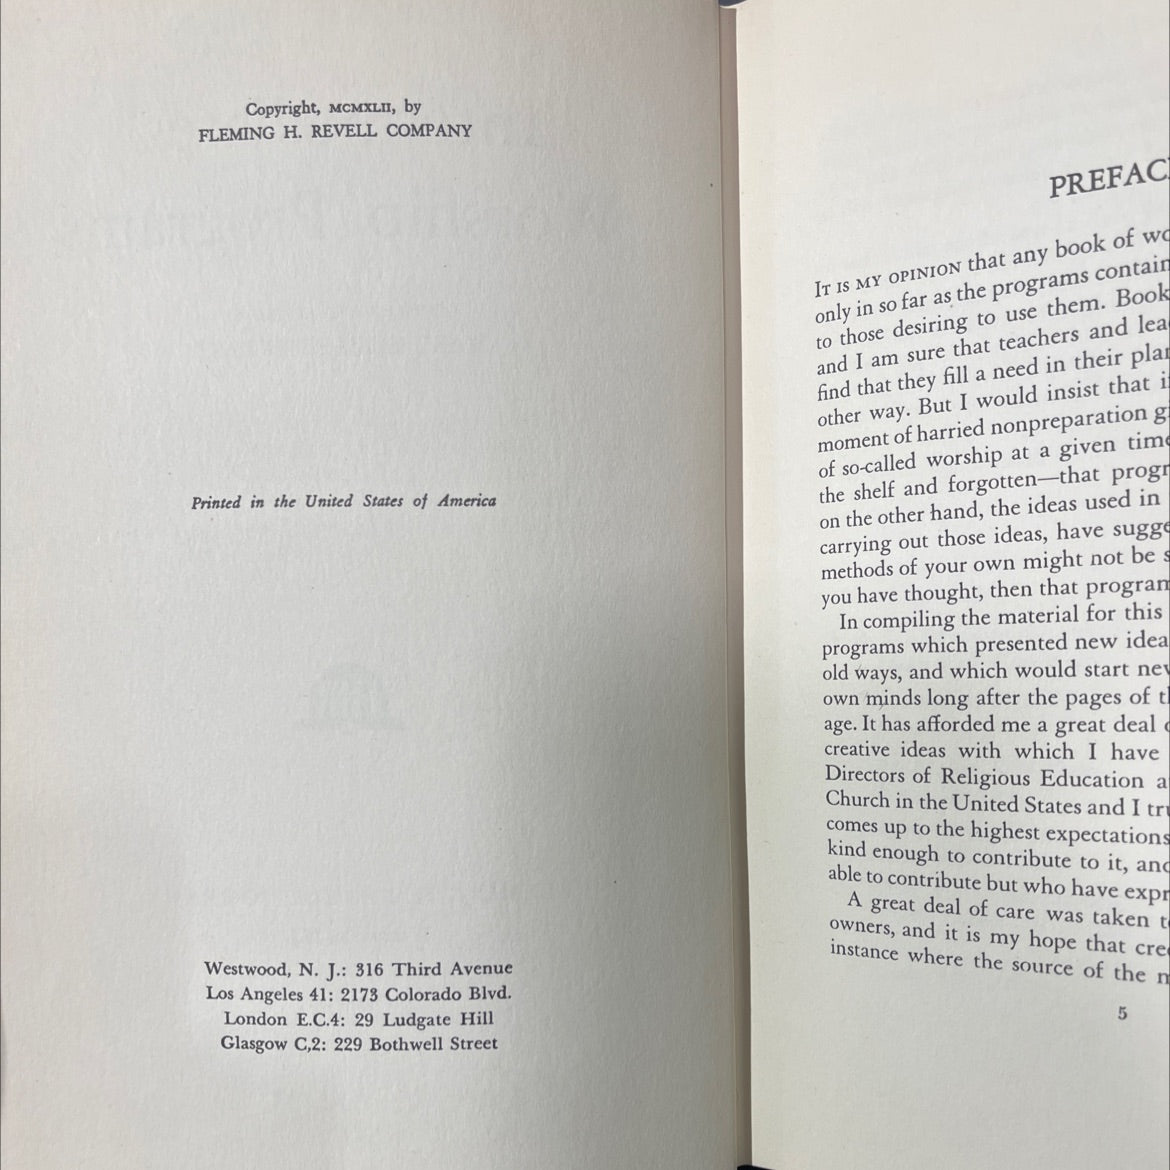 Copyright, MCMXLII, by
FLEMING H. REVELL COMPANY
Printed in the United States of America
Westwood, N. J.: 316 Third Avenue
Los Angeles 41: 2173 Colorado Blvd.
London E.C.4: 29 Ludgate Hill
Glasgow C,2: 229 Bothwell Street
PREFAC
IT IS MY OPINION that any book of wo
only in so far as the programs contain
to those desiring to use them. Book
and I am sure that teachers and lea
find that they fill a need in their plan
other way. But I would insist that i
moment of harried nonpreparation g
of so-called worship at a given time
the shelf and forgotten—that progr
on the other hand, the ideas used in
carrying out those ideas, have sugge
methods of your own might not be s
you have thought, then that program
In compiling the material for this
programs which presented new idea
old ways, and which would start nev
own minds long after the pages of th
age. It has afforded me a great deal o
creative ideas with which I have
Directors of Religious Education a
Church in the United States and I tru
comes up to the highest expectations
kind enough to contribute to it, and
able to contribute but who have expr
A great deal of care was taken to
owners, and it is my hope that cre
instance where the source of the m
5